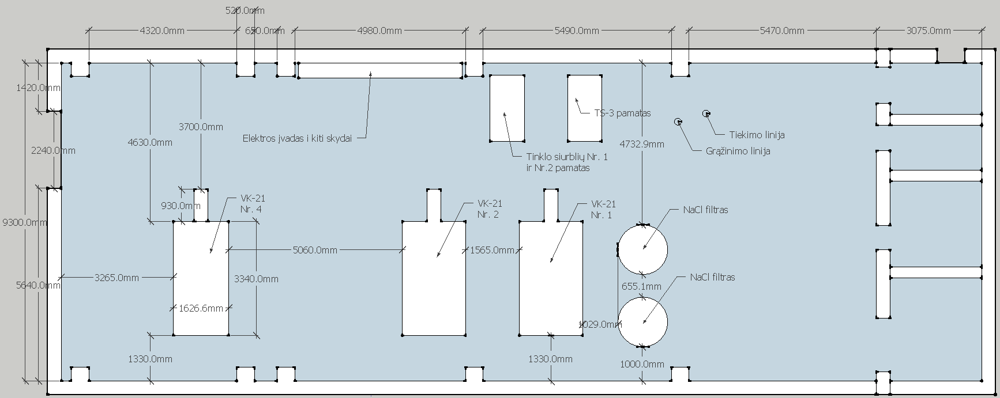 520.0mm
4320.0mm
650.0mm
4980.0mm
5490.0mm
5470.0mm
3075.0mm
1420.0mm
3700.0mm
4630.0mm
2240.0mm
Elektros įvadas i kiti skydai
TS-3 pamatas
4732.9mm
Tiekimo linija
Grąžinimo linija
Tinklo siurblių Nr. 1
ir Nr.2 pamatas
930.0mm
VK-21
Nr. 4
VK-21
Nr. 2
VK-21
Nr. 1
NaCl filtras
9300.0mm
5060.0mm
1565.0mm
3265.0mm
3340.0mm
5640.0mm
655.1mm
NaCl filtras
1626.6mm
1029.0mm
1330.0mm
1330.0mm
1000.0mm